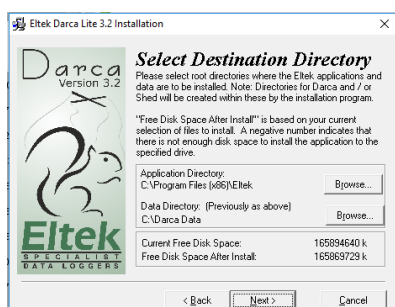 Eltek Darca Lite 3.2 Installation
Darca
Version 3.2
Eltek
SPECIALIST
DATA LOGGERS
Select Destination
Directory
Please select root directories where the Eltek applications and
data are to be installed. Note: Directories for Darca and / or
Shed will be created within these by the installation program.
"Free Disk Space After Install"' is based on your current
selection of files to install. A negative number indicates that
there is not enough disk space to install the application to the
specified drive.
Application Directory:
C:\Program Files (x86)\Eltek
Browse...
Data Directory: (Previously as above)
C:\Darca Data
Browse...
Current Free Disk Space: 165894640 k
Free Disk Space After Install: 165869729 k
< Back
Next >
Cancel